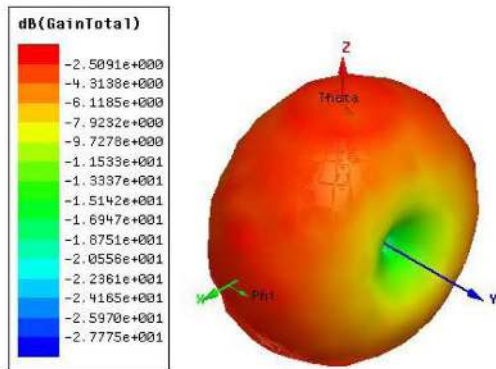 dB(GainTotal)
-2.5091e+000
-4.3138e+000
-6.1185e+000
-7.9232e+000
-9.7278e+000
-1.1533e+001
-1.3337e+001
-1.5142e+001
-1.6947e+001
-1.8751e+001
-2.0556e+001
-2.2361e+001
-2.4165e+001
-2.5970e+001
-2.7775e+001
Z
Theta
X
Phi
Y